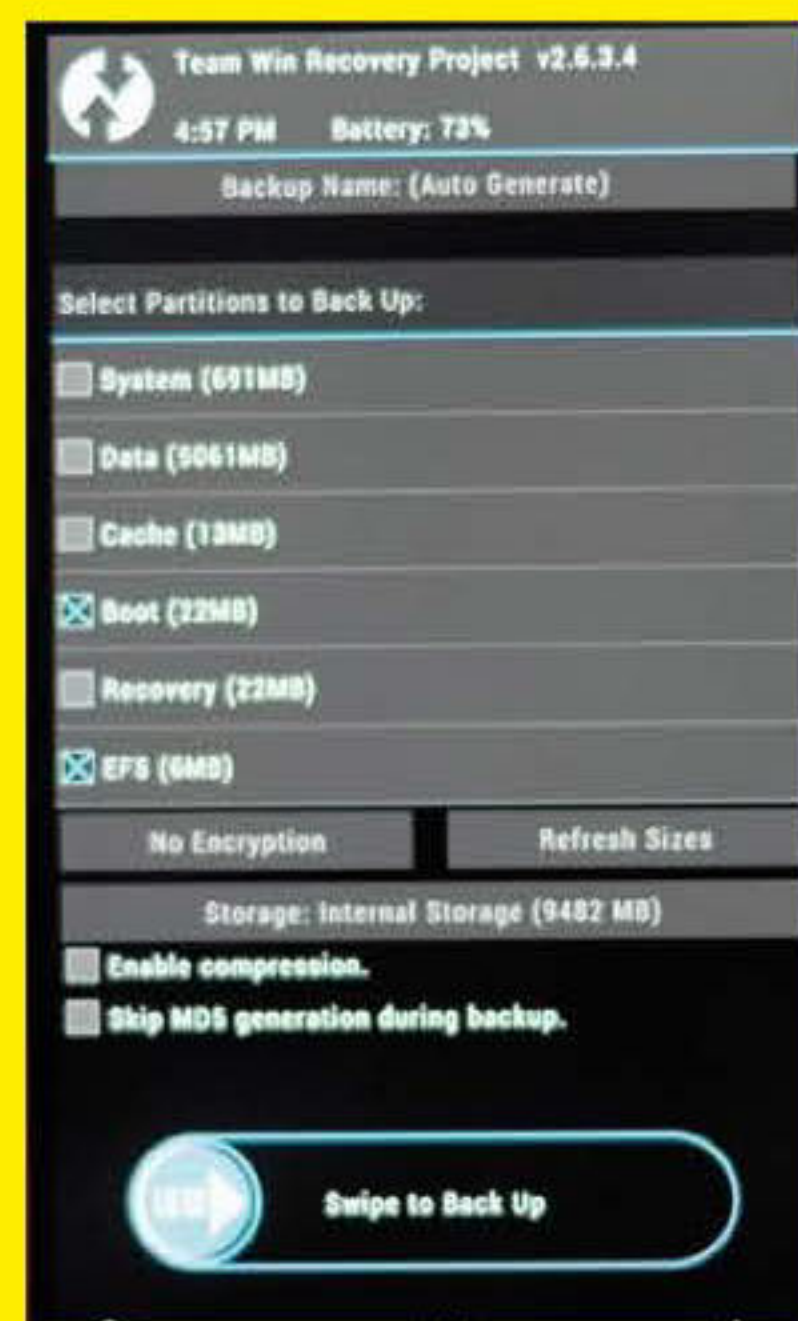 Team Win Recovery Project v2.6.3.4
4:57 PM Battery: 73%
Backup Name: (Auto Generate)
Select Partitions to Back Up:
System (691MB)
Data (5061MB)
Cache (13MB)
Boot (22MB)
Recovery (22MB)
EFS (6MB)
No Encryption Refresh Sizes
Storage: Internal Storage (9482 MB)
Enable compression.
Skip MD5 generation during backup.
Swipe to Back Up